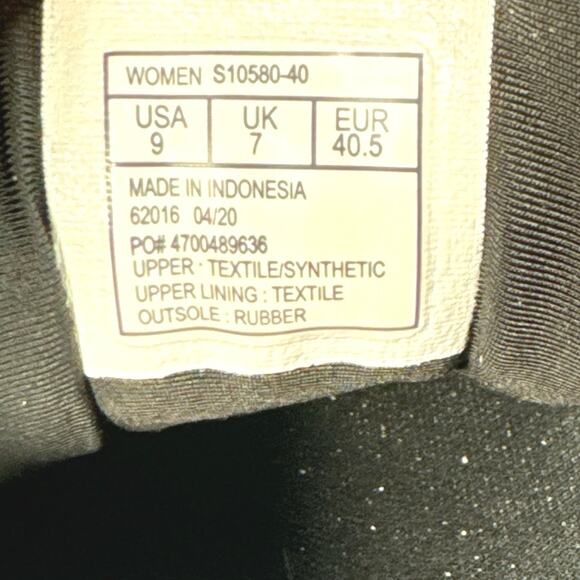 WOMEN S10580-40
USA UK EUR
9 7 40.5
MADE IN INDONESIA
62016 04/20
PO# 4700489636
UPPER : TEXTILE/SYNTHETIC
UPPER LINING : TEXTILE
OUTSOLE : RUBBER